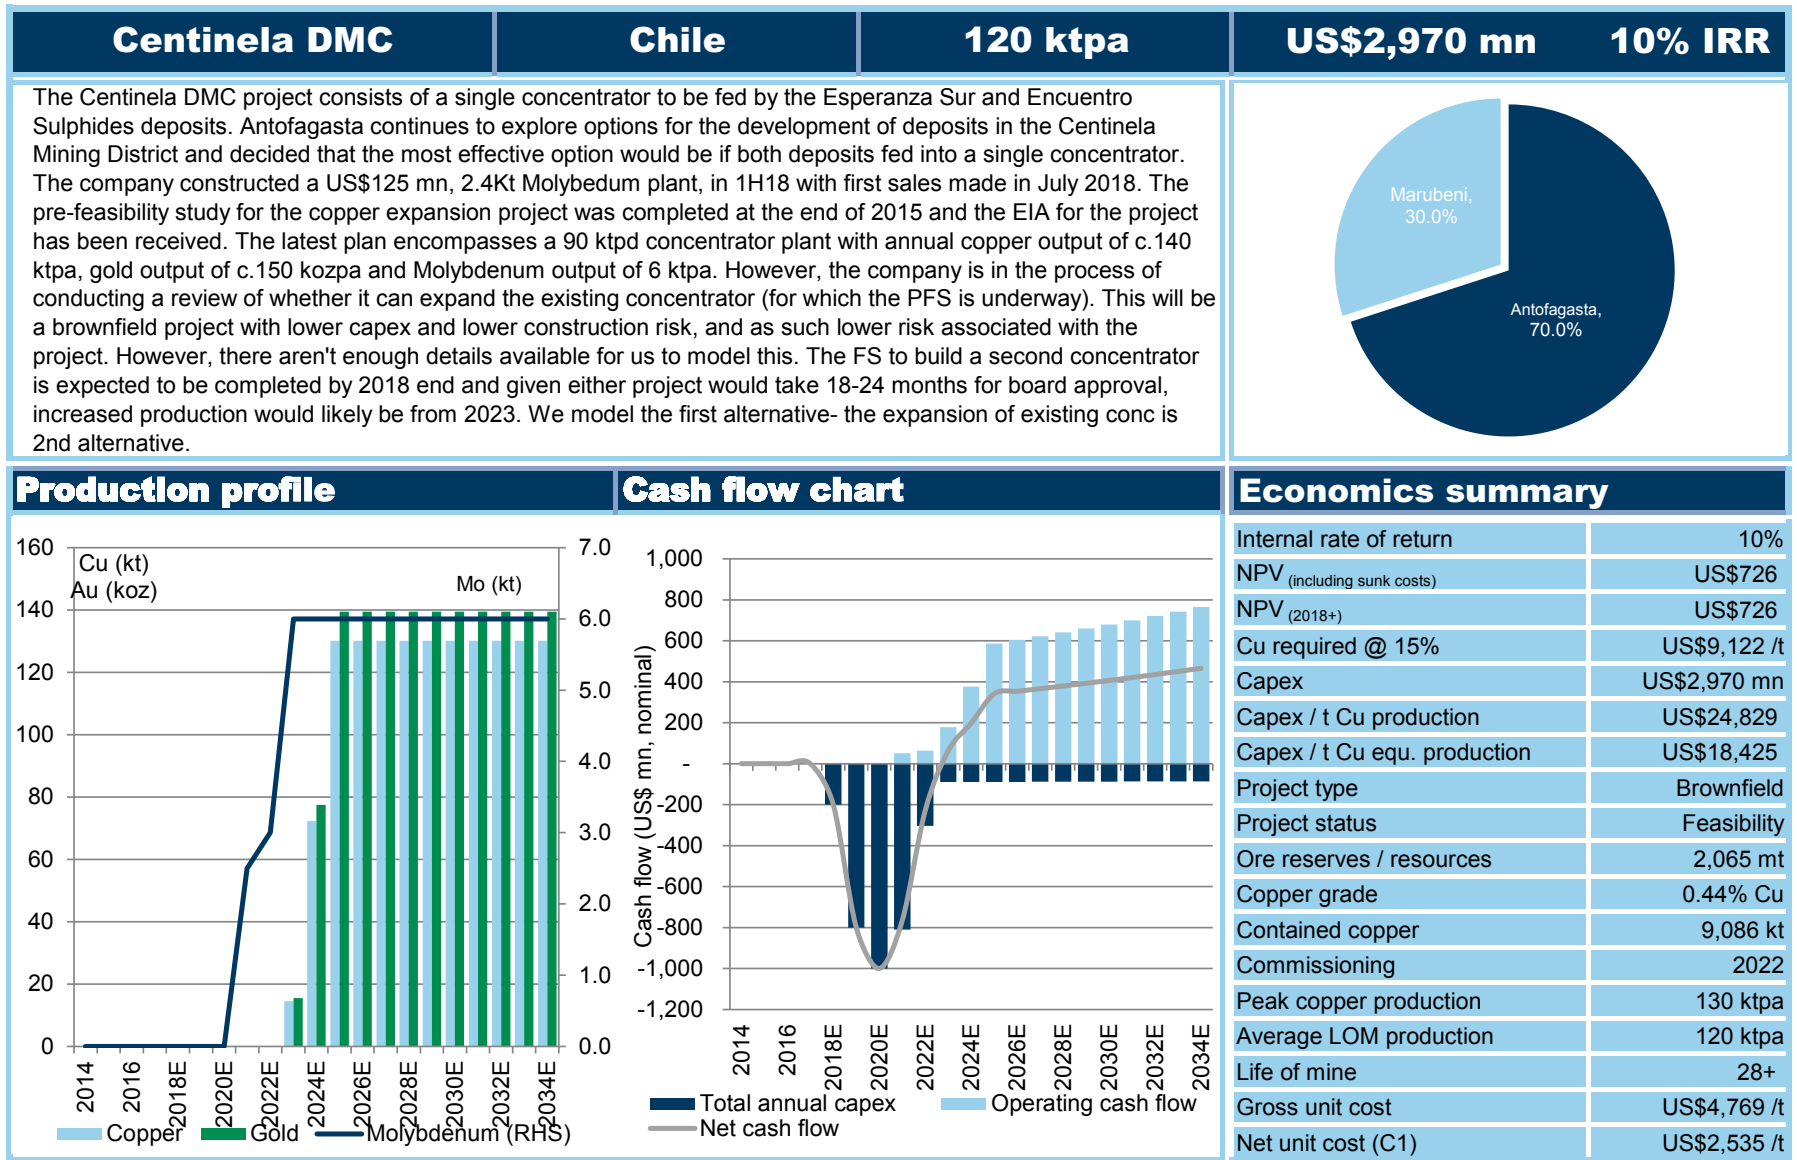 Centinela DMC
Chile
120 ktpa
US$2,970 mn 10% IRR
The Centinela DMC project consists of a single concentrator to be fed by the Esperanza Sur and Encuentro
Sulphides deposits. Antofagasta continues to explore options for the development of deposits in the Centinela
Mining District and decided that the most effective option would be if both deposits fed into a single concentrator.
The company constructed a US$125 mn, 2.4Kt Molybedum plant, in 1H18 with first sales made in July 2018. The
pre-feasibility study for the copper expansion project was completed at the end of 2015 and the EIA for the project
has been received. The latest plan encompasses a 90 ktpd concentrator plant with annual copper output of c.140
ktpa, gold output of c.150 kozpa and Molybdenum output of 6 ktpa. However, the company is in the process of
conducting a review of whether it can expand the existing concentrator (for which the PFS is underway). This will be
a brownfield project with lower capex and lower construction risk, and as such lower risk associated with the
project. However, there aren't enough details available for us to model this. The FS to build a second concentrator
is expected to be completed by 2018 end and given either project would take 18-24 months for board approval,
increased production would likely be from 2023. We model the first alternative- the expansion of existing conc is
2nd alternative.
Marubeni,
30.0%
Antofagasta,
70.0%
Production profile
160
140
120
100
80
60
40
20
0
Cu (kt)
Au (koz)
Mo (kt)
7.0
6.0
5.0
4.0
3.0
2.0
1.0
0.0
2014
2016
2018E
2020E
2022E
2024E
2026E
2028E
2030E
2032E
2034E
Copper
Gold
Molybdenum (RHS)
Cash flow chart
Cash flow (US$ mn, nominal)
1,000
800
600
400
200
-
-200
-400
-600
-800
-1,000
-1,200
2014
2016
2018E
2020E
2022E
2024E
2026E
2028E
2030E
2032E
2034E
Total annual capex
Operating cash flow
Net cash flow
Economics summary
Internal rate of return 10%
NPV (including sunk costs) US$726
NPV (2018+) US$726
Cu required @ 15% US$9,122 /t
Capex US$2,970 mn
Capex / t Cu production US$24,829
Capex / t Cu equ. production US$18,425
Project type Brownfield
Project status Feasibility
Ore reserves / resources 2,065 mt
Copper grade 0.44% Cu
Contained copper 9,086 kt
Commissioning 2022
Peak copper production 130 ktpa
Average LOM production 120 ktpa
Life of mine 28+
Gross unit cost US$4,769 /t
Net unit cost (C1) US$2,535 /t